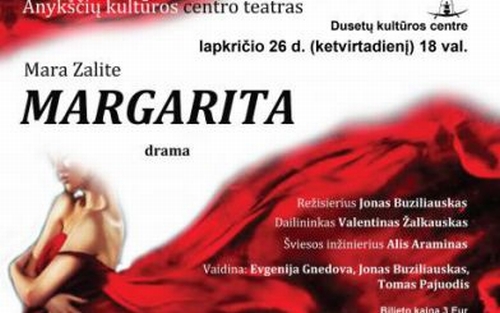 Anykščių kultūros centro teatras
Dusetų kultūros centre
lapkričio 26 d. (ketvirtadienį) 18 val.
Mara Zalite
MARGARITA
drama
Režisierius Jonas Buziliauskas
Dailininkas Valentinas Žalkauskas
Šviesos inžinierius Alis Araminas
Vaidina: Evgenija Gnedova, Jonas Buziliauskas,
Tomas Pajuodis
Bilieto kaina 3 Eur